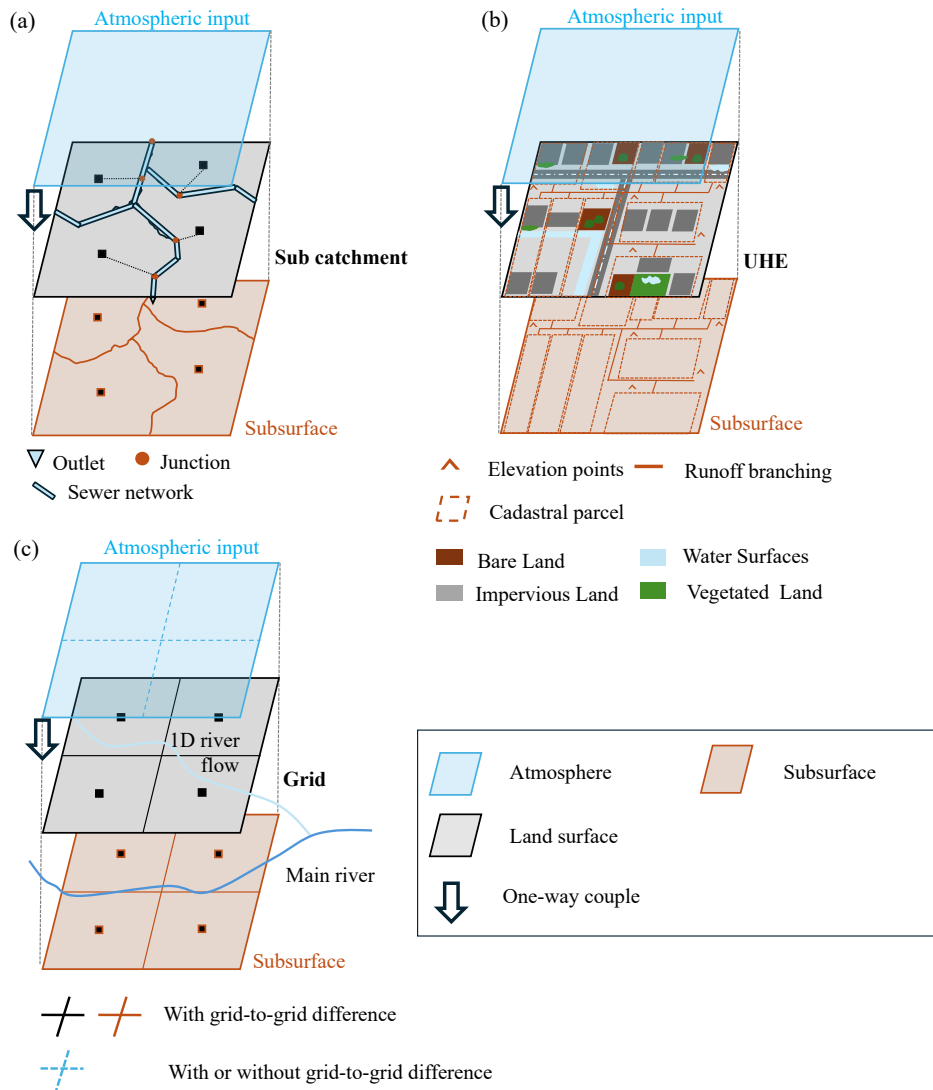 (a)
Atmospheric input
Sub catchment
Subsurface
Outlet
Junction
Sewer network
(b)
UHE
Subsurface
Elevation points
Runoff branching
Cadastral parcel
Bare Land
Water Surfaces
Impervious Land
Vegetated Land
(c)
Atmospheric input
1D river
flow
Grid
Main river
Subsurface
With grid-to-grid difference
With or without grid-to-grid difference
Atmosphere
Subsurface
Land surface
One-way couple